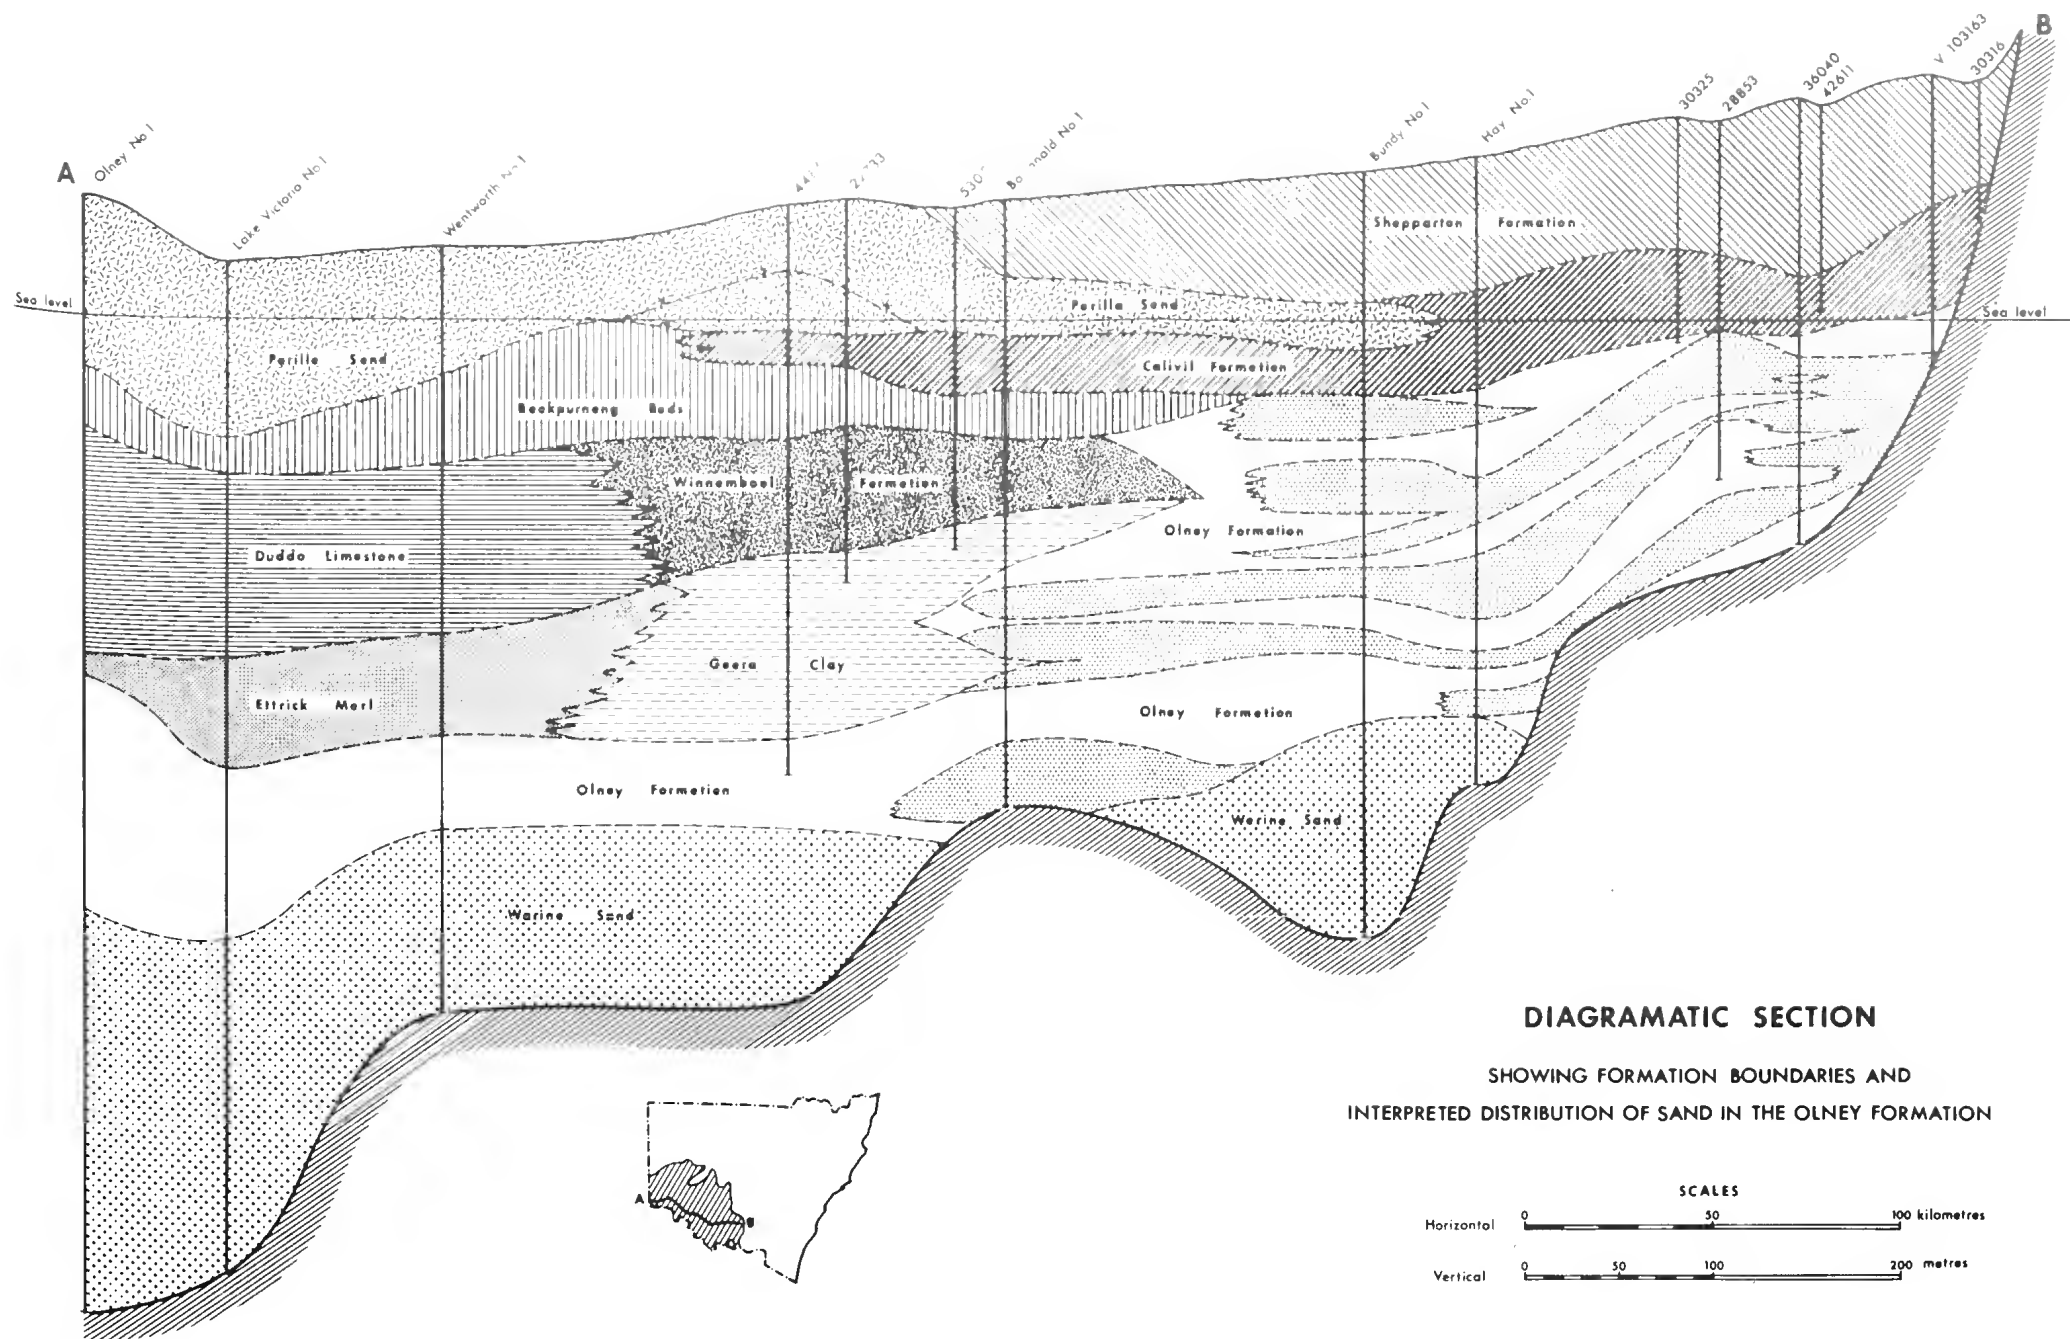 A
B
Olney No 1
Lake Victoria No 1
Wentworth No 1
No 1
Bundy No 1
Hay No 1
30325
28853
36040
42611
V 103163
30316
Sea level
Sea level
Shepparton Formation
Parilla Sand
Parilla Sand
Calivil Formation
Bookpurnong Beds
Winnambool Formation
Olney Formation
Duddo Limestone
Geera Clay
Ettrick Marl
Olney Formation
Olney Formation
Warina Sand
Warina Sand
DIAGRAMATIC SECTION
SHOWING FORMATION BOUNDARIES AND
INTERPRETED DISTRIBUTION OF SAND IN THE OLNEY FORMATION
A
B
SCALES
Horizontal 0 50 100 kilometres
Vertical 0 50 100 200 metres